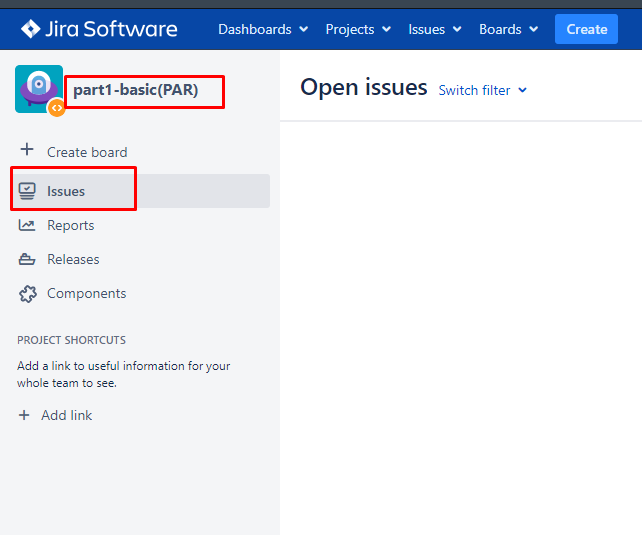 Jira Software Dashboards Projects Issues Boards Create
part1-basic(PAR)
Open issues Switch filter
Create board
Issues
Reports
Releases
Components
PROJECT SHORTCUTS
Add a link to useful information for your
whole team to see.
Add link